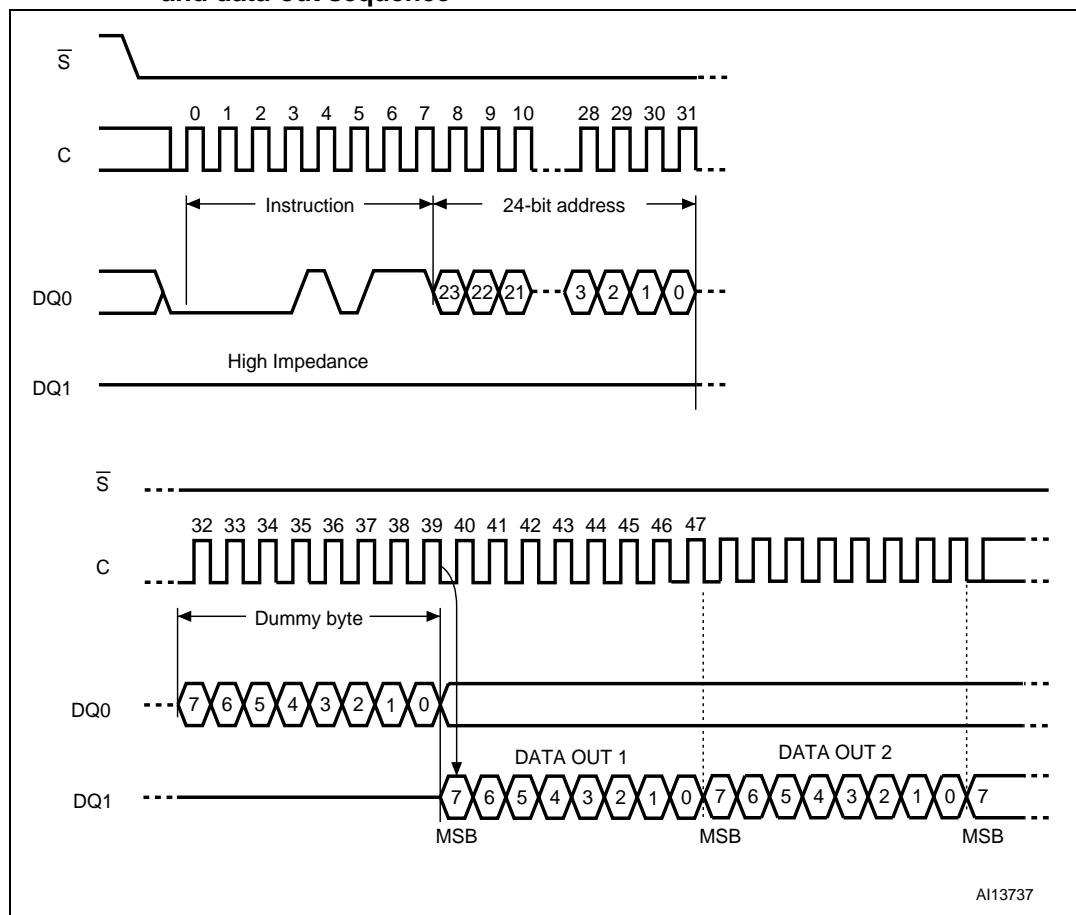 and data-out sequence
S
0 1 2 3 4 5 6 7 8 9 10 28 29 30 31
C
Instruction 24-bit address
DQ0 23 22 21 3 2 1 0
High Impedance
DQ1
S
32 33 34 35 36 37 38 39 40 41 42 43 44 45 46 47
C
Dummy byte
DQ0 7 6 5 4 3 2 1 0
DATA OUT 1 DATA OUT 2
DQ1 7 6 5 4 3 2 1 0 7 6 5 4 3 2 1 0 7
MSB MSB MSB
AI13737